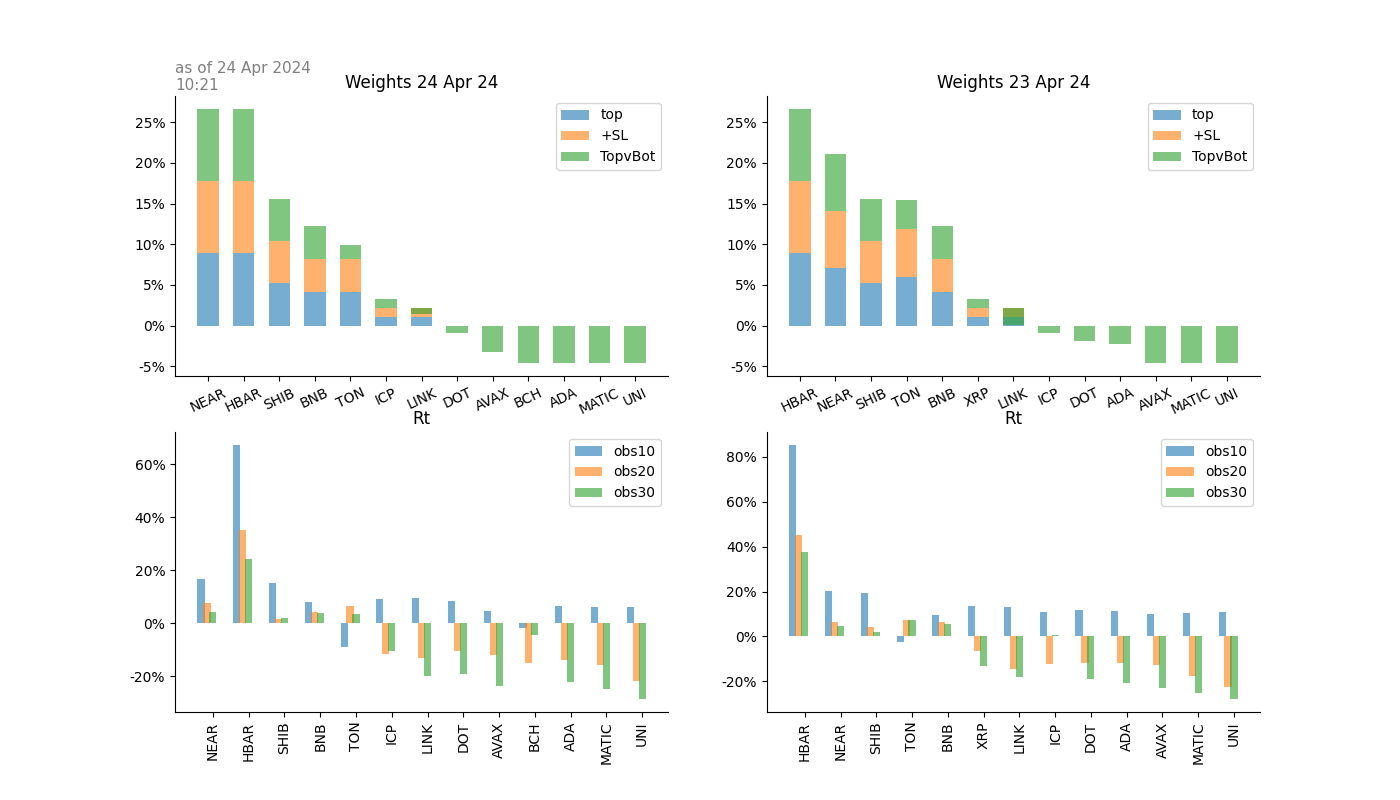 as of 24 Apr 2024
10:21
Weights 24 Apr 24
25%
20%
15%
10%
5%
0%
-5%
top
+SL
TopvBot
NEAR HBAR SHIB BNB TON ICP LINK DOT AVAX BCH ADA MATIC UNI
Weights 23 Apr 24
25%
20%
15%
10%
5%
0%
-5%
top
+SL
TopvBot
HBAR NEAR SHIB TON BNB XRP LINK ICP DOT ADA AVAX MATIC UNI
Rt
60%
40%
20%
0%
-20%
obs10
obs20
obs30
NEAR HBAR SHIB BNB TON ICP LINK DOT AVAX BCH ADA MATIC UNI
Rt
80%
60%
40%
20%
0%
-20%
obs10
obs20
obs30
HBAR NEAR SHIB TON BNB XRP LINK ICP DOT ADA AVAX MATIC UNI